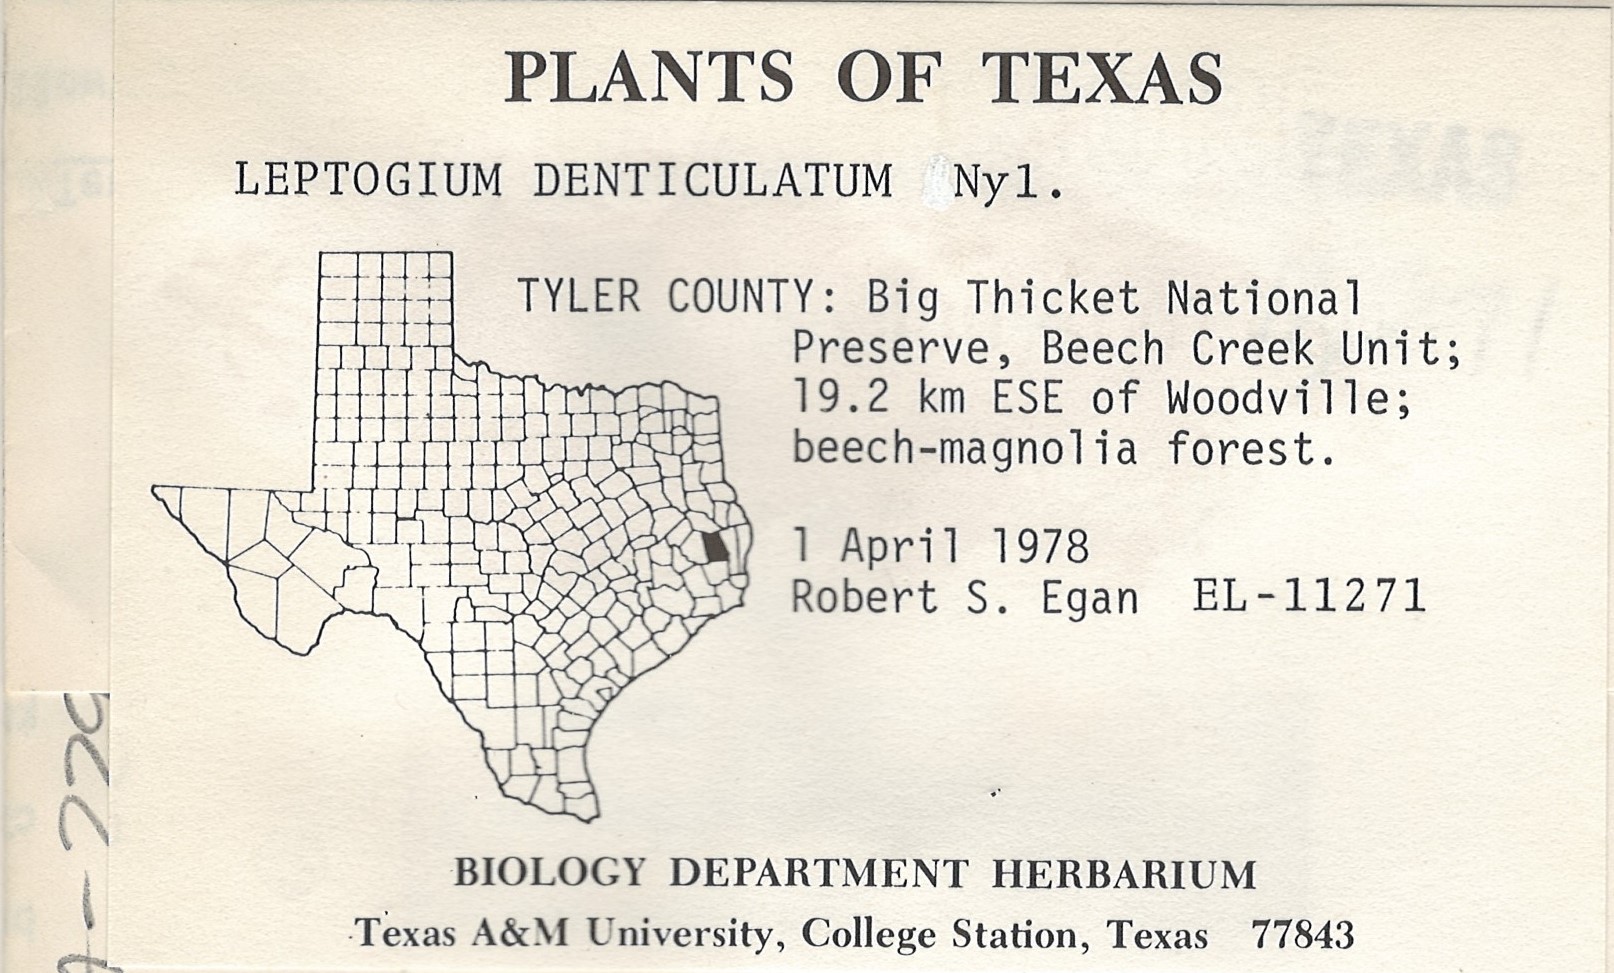 PLANTS OF TEXAS
LEPTOGIUM DENTICULATUM Nyl.
TYLER COUNTY: Big Thicket National
Preserve, Beech Creek Unit;
19.2 km ESE of Woodville;
beech-magnolia forest.
1 April 1978
Robert S. Egan EL-11271
BIOLOGY DEPARTMENT HERBARIUM
Texas A&M University, College Station, Texas 77843